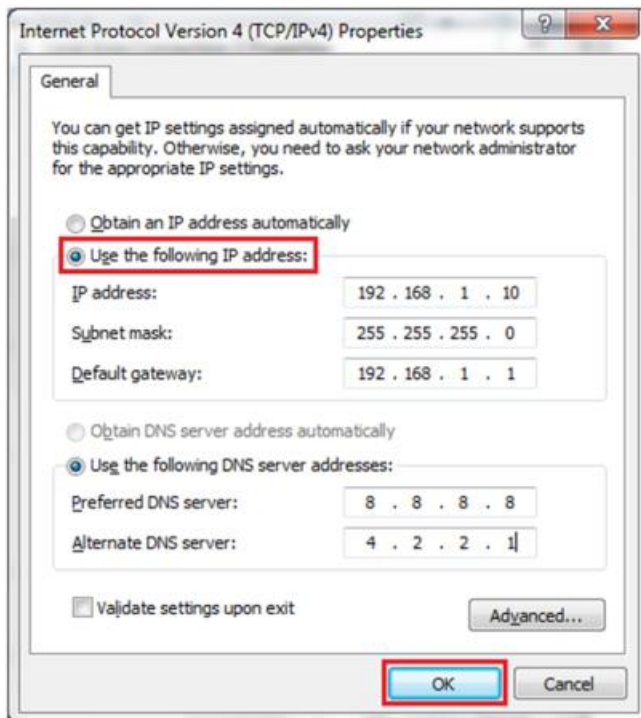 Internet Protocol Version 4 (TCP/IPv4) Properties
General
You can get IP settings assigned automatically if your network supports
this capability. Otherwise, you need to ask your network administrator
for the appropriate IP settings.
Obtain an IP address automatically
Use the following IP address:
IP address: 192 . 168 . 1 . 10
Subnet mask: 255 . 255 . 255 . 0
Default gateway: 192 . 168 . 1 . 1
Obtain DNS server address automatically
Use the following DNS server addresses:
Preferred DNS server: 8 . 8 . 8 . 8
Alternate DNS server: 4 . 2 . 2 . 1
Validate settings upon exit
Advanced...
OK Cancel